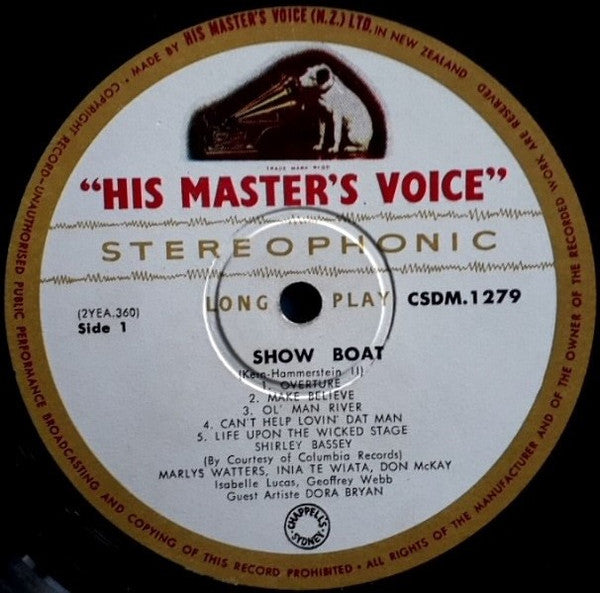 MADE BY HIS MASTER'S VOICE (N.Z.) LTD. IN NEW ZEALAND • ALL RIGHTS OF THE MANUFACTURER AND OF THE OWNER OF THE RECORDED WORK ARE RESERVED
COPYRIGHT RECORD-UNAUTHORISED PUBLIC PERFORMANCE BROADCASTING AND COPYING OF THIS RECORD PROHIBITED •
TRADE MARK REGD
"HIS MASTER'S VOICE"
STEREOPHONIC
LONG PLAY CSDM.1279
(2YEA.360)
Side 1
SHOW BOAT
(Kern-Hammerstein II)
1. OVERTURE
2. MAKE BELIEVE
3. OL' MAN RIVER
4. CAN'T HELP LOVIN' DAT MAN
5. LIFE UPON THE WICKED STAGE
SHIRLEY BASSEY
(By Courtesy of Columbia Records)
MARLYS WATTERS, INIA TE WIATA, DON McKAY
Isabelle Lucas, Geoffrey Webb
Guest Artiste DORA BRYAN
CHAPPELL'S
SYDNEY